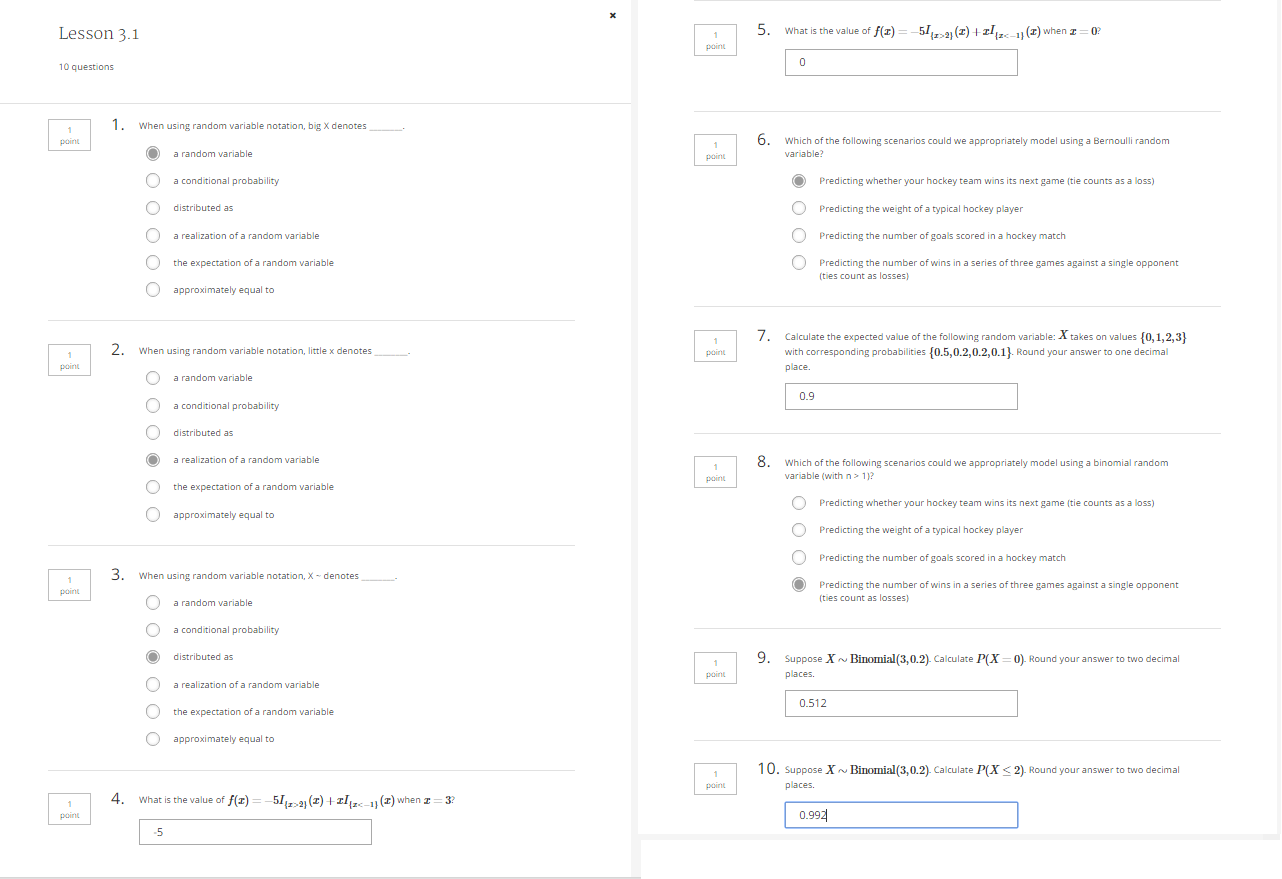 Lesson 3.1
10 questions
1
point
1. When using random variable notation, big X denotes _______.
a random variable
a conditional probability
distributed as
a realization of a random variable
the expectation of a random variable
approximately equal to
1
point
2. When using random variable notation, little x denotes _______.
a random variable
a conditional probability
distributed as
a realization of a random variable
the expectation of a random variable
approximately equal to
1
point
3. When using random variable notation, X ~ denotes _______.
a random variable
a conditional probability
distributed as
a realization of a random variable
the expectation of a random variable
approximately equal to
1
point
4. What is the value of f(x) = −5I{x>2}(x) + xI{x<−1}(x) when x = 3?
-5
1
point
5. What is the value of f(x) = −5I{x>2}(x) + xI{x<−1}(x) when x = 0?
0
1
point
6. Which of the following scenarios could we appropriately model using a Bernoulli random
variable?
Predicting whether your hockey team wins its next game (tie counts as a loss)
Predicting the weight of a typical hockey player
Predicting the number of goals scored in a hockey match
Predicting the number of wins in a series of three games against a single opponent
(ties count as losses)
1
point
7. Calculate the expected value of the following random variable: X takes on values {0,1,2,3}
with corresponding probabilities {0.5,0.2,0.2,0.1}. Round your answer to one decimal
place.
0.9
1
point
8. Which of the following scenarios could we appropriately model using a binomial random
variable (with n > 1)?
Predicting whether your hockey team wins its next game (tie counts as a loss)
Predicting the weight of a typical hockey player
Predicting the number of goals scored in a hockey match
Predicting the number of wins in a series of three games against a single opponent
(ties count as losses)
1
point
9. Suppose X ∼ Binomial(3,0.2). Calculate P(X = 0). Round your answer to two decimal
places.
0.512
1
point
10. Suppose X ∼ Binomial(3,0.2). Calculate P(X ≤ 2). Round your answer to two decimal
places.
0.992